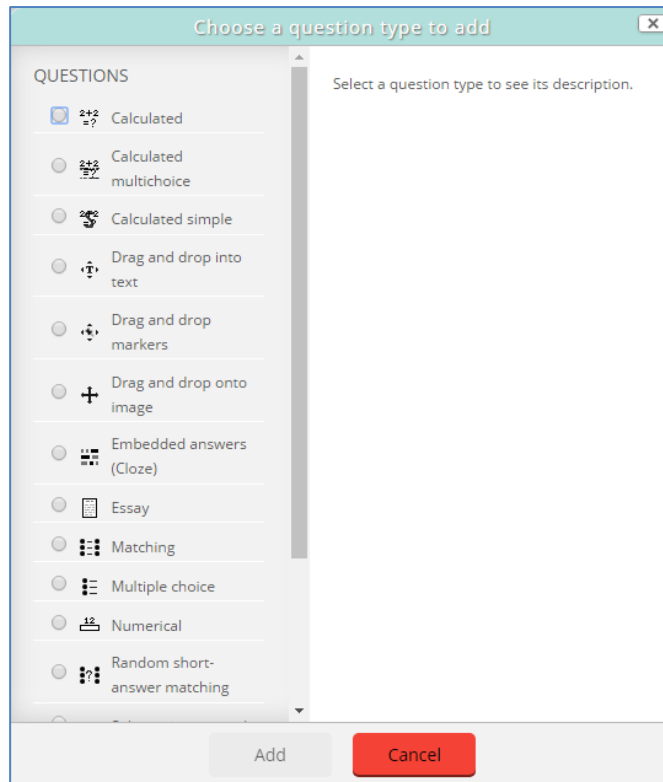 Choose a question type to add
QUESTIONS
Select a question type to see its description.
2+2
=?
Calculated
2+2
=?
Calculated
multichoice
Calculated simple
Drag and drop into
text
Drag and drop
markers
Drag and drop onto
image
Embedded answers
(Cloze)
Essay
Matching
Multiple choice
12
Numerical
?
Random short-
answer matching
Add
Cancel